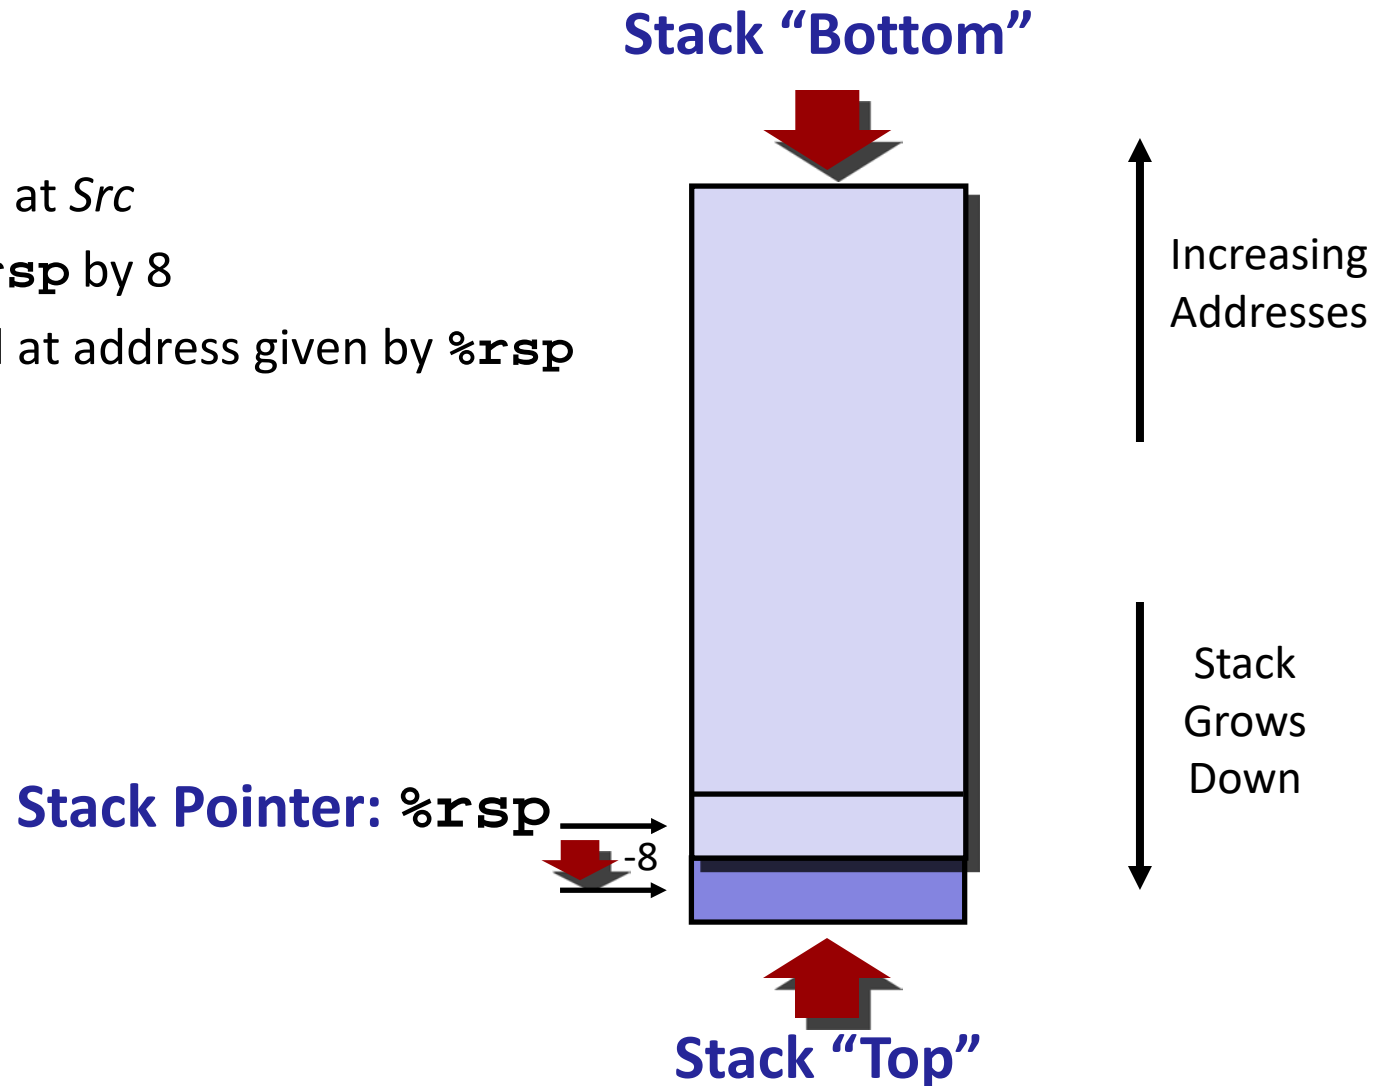 Stack “Bottom”
at Src
rsp by 8
at address given by %rsp
Increasing
Addresses
Stack
Grows
Down
Stack Pointer: %rsp
-8
Stack “Top”